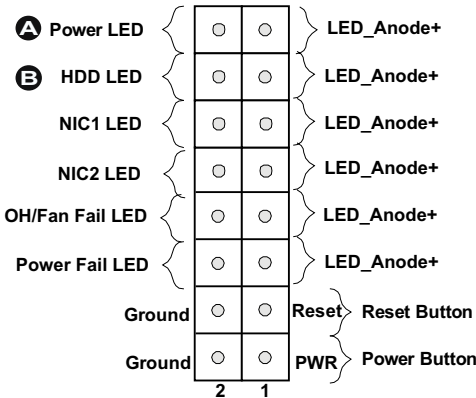 A Power LED LED_Anode+
B HDD LED LED_Anode+
NIC1 LED LED_Anode+
NIC2 LED LED_Anode+
OH/Fan Fail LED LED_Anode+
Power Fail LED LED_Anode+
Ground Reset Reset Button
Ground PWR Power Button
2 1